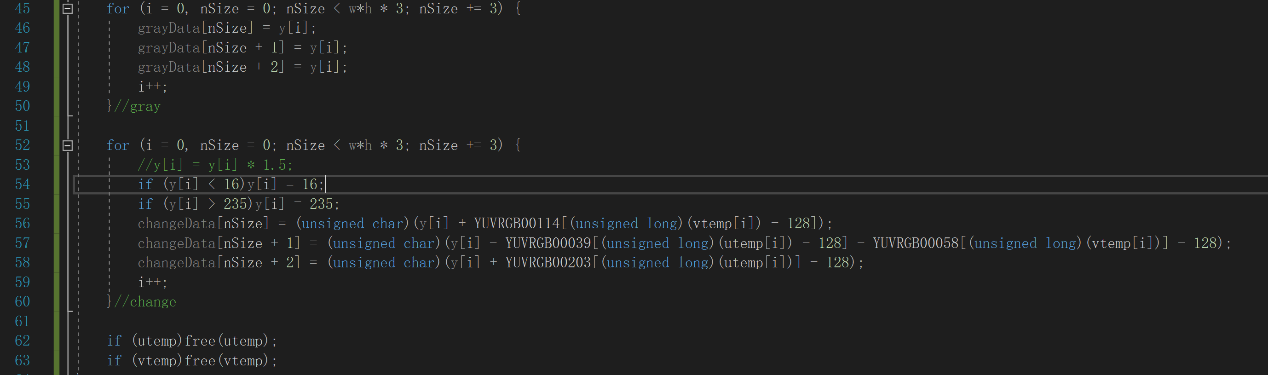 45 for (i = 0, nSize = 0; nSize < w*h * 3; nSize += 3) {
46 grayData[nSize] = y[i];
47 grayData[nSize + 1] = y[i];
48 grayData[nSize + 2] = y[i];
49 i++;
50 }//gray
51
52 for (i = 0, nSize = 0; nSize < w*h * 3; nSize += 3) {
53 //y[i] = y[i] * 1.5;
54 if (y[i] < 16)y[i] = 16;
55 if (y[i] > 235)y[i] = 235;
56 changeData[nSize] = (unsigned char)(y[i] + YUVRGB00114[(unsigned long)(vtemp[i]) - 128]);
57 changeData[nSize + 1] = (unsigned char)(y[i] - YUVRGB00039[(unsigned long)(utemp[i]) - 128] - YUVRGB00058[(unsigned long)(vtemp[i])] - 128);
58 changeData[nSize + 2] = (unsigned char)(y[i] + YUVRGB00203[(unsigned long)(utemp[i])] - 128);
59 i++;
60 }//change
61
62 if (utemp)free(utemp);
63 if (vtemp)free(vtemp);